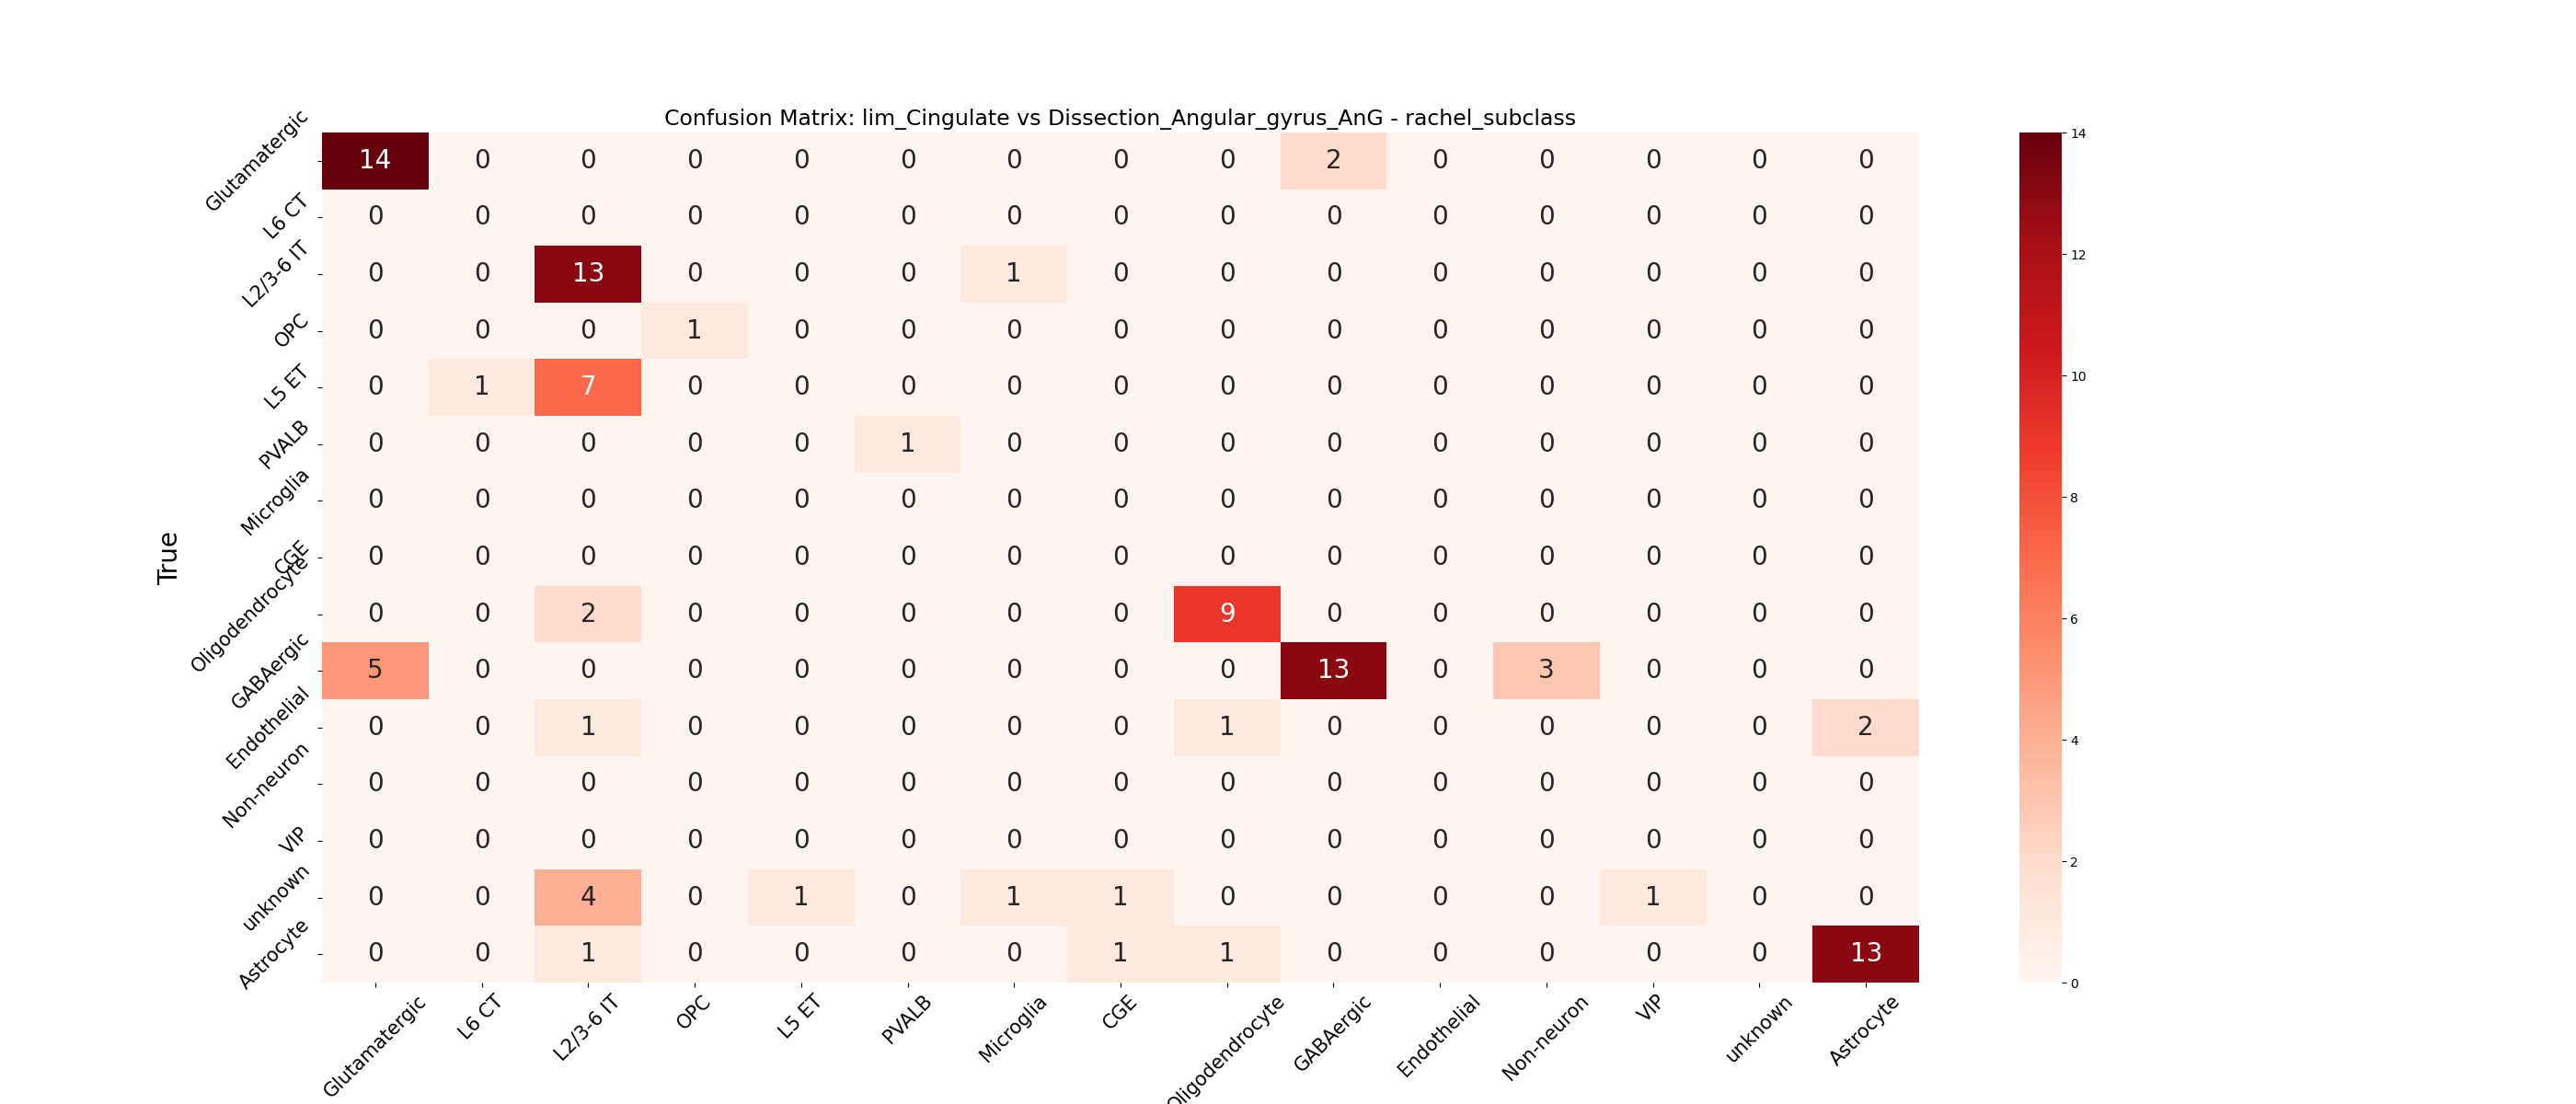 Confusion Matrix: lim_Cingulate vs Dissection_Angular_gyrus_AnG - rachel_subclass
True
Glutamatergic 14 0 0 0 0 0 0 0 0 2 0 0 0 0 0
L6 CT 0 0 0 0 0 0 0 0 0 0 0 0 0 0 0
L2/3-6 IT 0 0 13 0 0 0 1 0 0 0 0 0 0 0 0
OPC 0 0 0 1 0 0 0 0 0 0 0 0 0 0 0
L5 ET 0 1 7 0 0 0 0 0 0 0 0 0 0 0 0
PVALB 0 0 0 0 0 1 0 0 0 0 0 0 0 0 0
Microglia 0 0 0 0 0 0 0 0 0 0 0 0 0 0 0
CGE 0 0 0 0 0 0 0 0 0 0 0 0 0 0 0
Oligodendrocyte 0 0 2 0 0 0 0 0 9 0 0 0 0 0 0
GABAergic 5 0 0 0 0 0 0 0 0 13 0 3 0 0 0
Endothelial 0 0 1 0 0 0 0 0 1 0 0 0 0 0 2
Non-neuron 0 0 0 0 0 0 0 0 0 0 0 0 0 0 0
VIP 0 0 0 0 0 0 0 0 0 0 0 0 0 0 0
unknown 0 0 4 0 1 0 1 1 0 0 0 0 1 0 0
Astrocyte 0 0 1 0 0 0 0 1 1 0 0 0 0 0 13
Glutamatergic L6 CT L2/3-6 IT OPC L5 ET PVALB Microglia CGE Oligodendrocyte GABAergic Endothelial Non-neuron VIP unknown Astrocyte
14
12
10
8
6
4
2
0